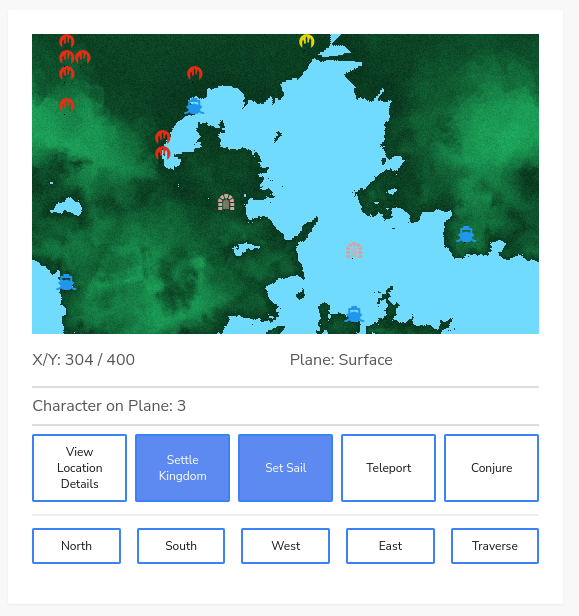 X/Y: 304 / 400
Plane: Surface
Character on Plane: 3
View
Location
Details
Settle
Kingdom
Set Sail
Teleport
Conjure
North
South
West
East
Traverse